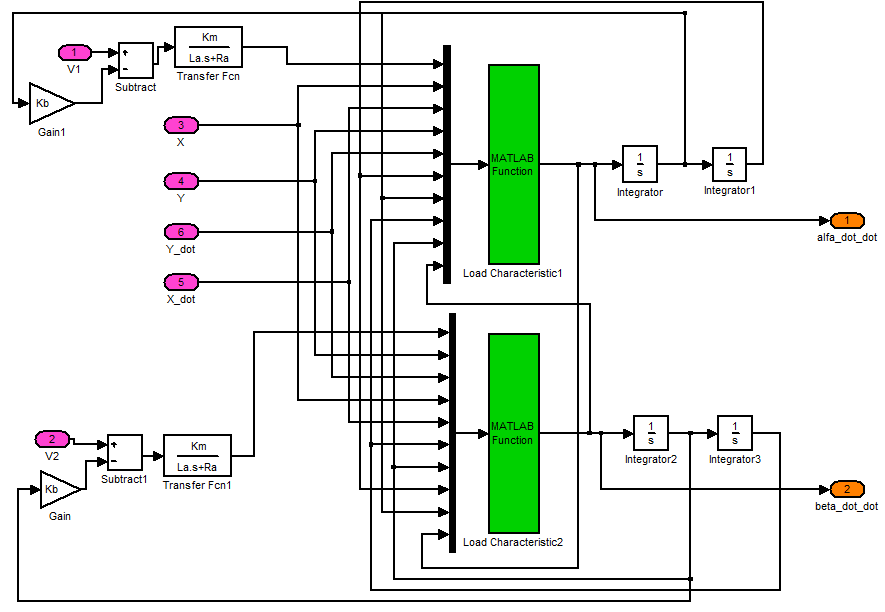 1
V1
+
-
Subtract
Km
La.s+Ra
Transfer Fcn
Kb
Gain1
3
X
4
Y
6
Y_dot
5
X_dot
MATLAB
Function
Load Characteristic1
1
s
Integrator
1
s
Integrator1
1
alfa_dot_dot
2
V2
+
-
Subtract1
Km
La.s+Ra
Transfer Fcn1
Kb
Gain
MATLAB
Function
Load Characteristic2
1
s
Integrator2
1
s
Integrator3
2
beta_dot_dot